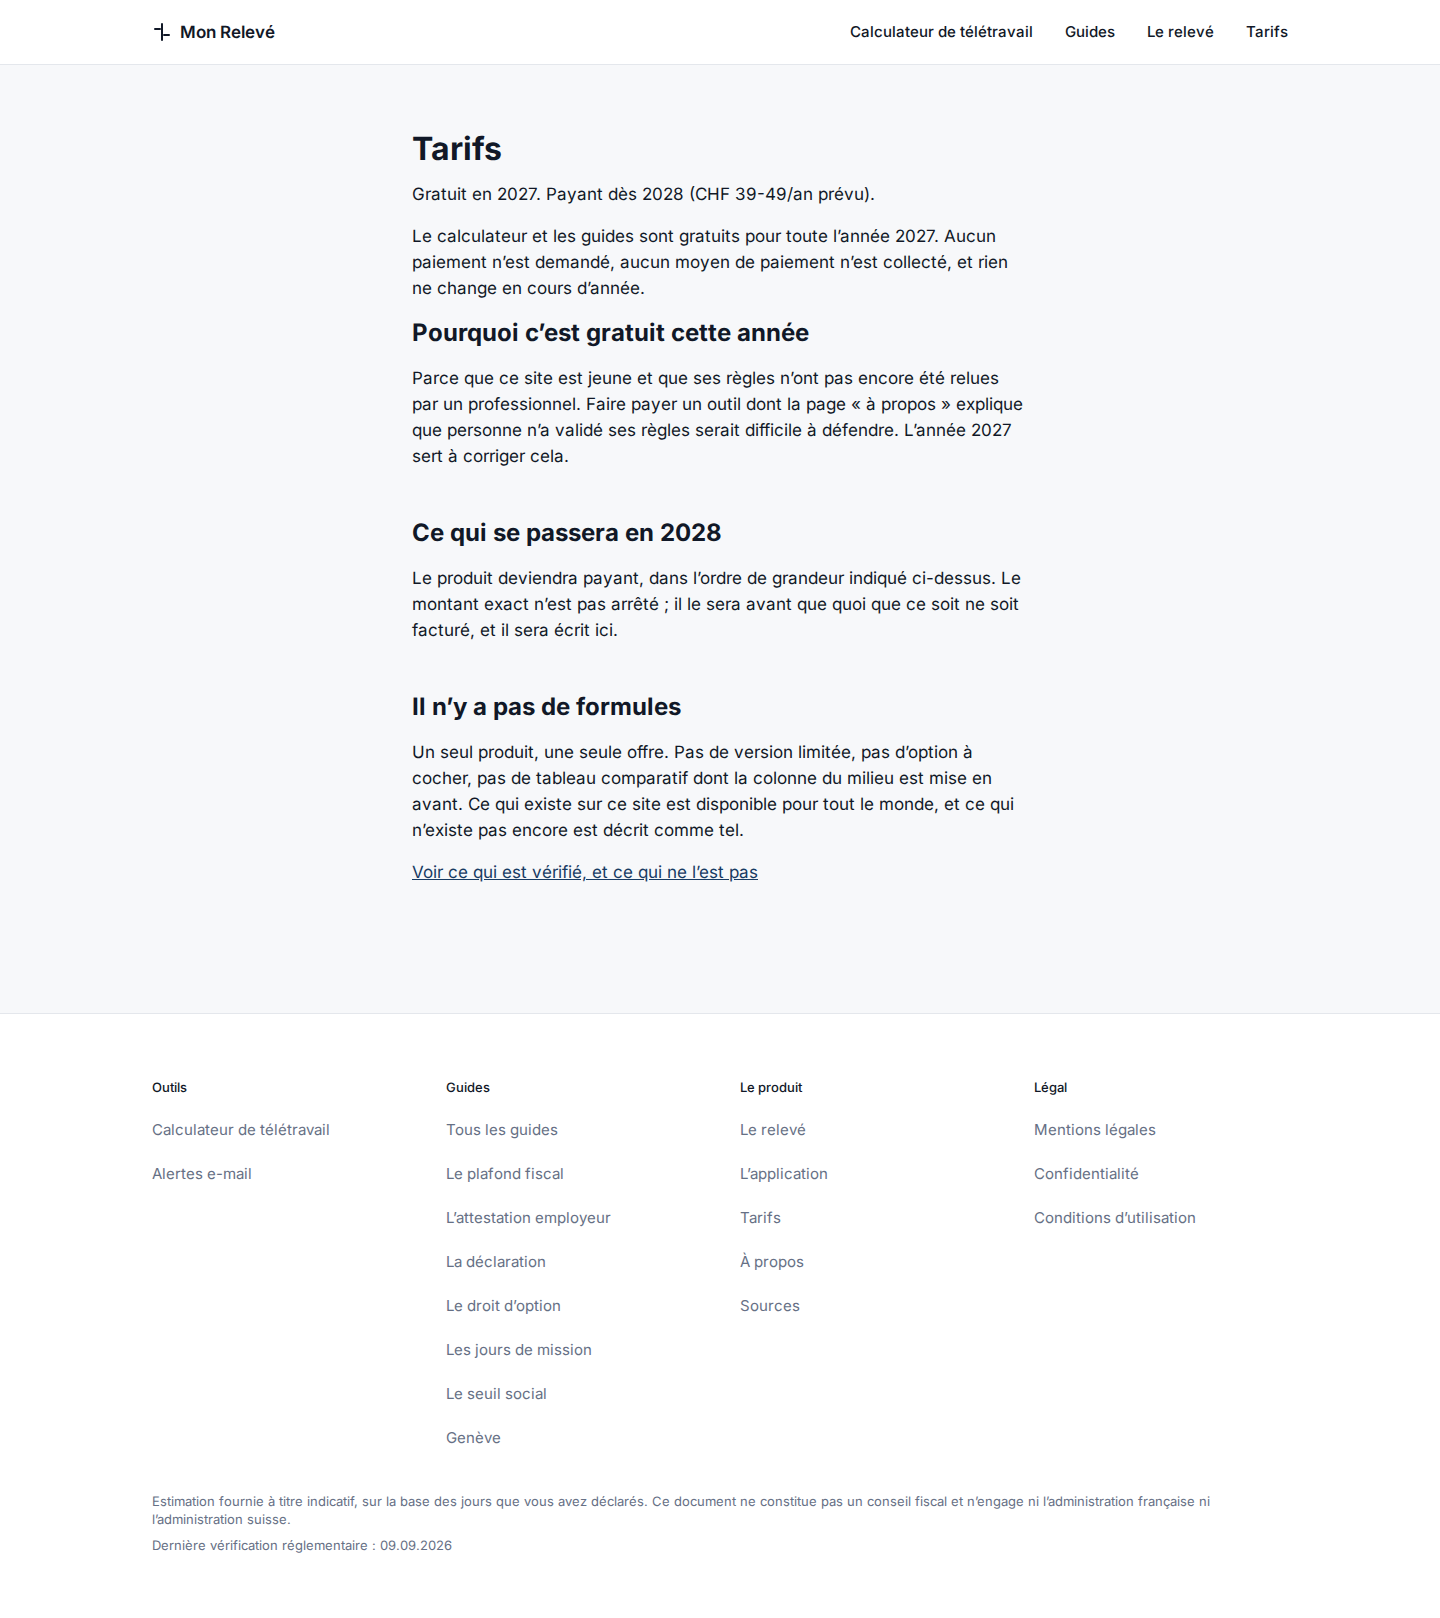 Mon Relevé
Calculateur de télétravail
Guides
Le relevé
Tarifs
Tarifs
Gratuit en 2027. Payant dès 2028 (CHF 39-49/an prévu).
Le calculateur et les guides sont gratuits pour toute l’année 2027. Aucun
paiement n’est demandé, aucun moyen de paiement n’est collecté, et rien
ne change en cours d’année.
Pourquoi c’est gratuit cette année
Parce que ce site est jeune et que ses règles n’ont pas encore été relues
par un professionnel. Faire payer un outil dont la page « à propos » explique
que personne n’a validé ses règles serait difficile à défendre. L’année 2027
sert à corriger cela.
Ce qui se passera en 2028
Le produit deviendra payant, dans l’ordre de grandeur indiqué ci-dessus. Le
montant exact n’est pas arrêté ; il le sera avant que quoi que ce soit ne soit
facturé, et il sera écrit ici.
Il n’y a pas de formules
Un seul produit, une seule offre. Pas de version limitée, pas d’option à
cocher, pas de tableau comparatif dont la colonne du milieu est mise en
avant. Ce qui existe sur ce site est disponible pour tout le monde, et ce qui
n’existe pas encore est décrit comme tel.
Voir ce qui est vérifié, et ce qui ne l’est pas
Outils
Calculateur de télétravail
Alertes e-mail
Guides
Tous les guides
Le plafond fiscal
L’attestation employeur
La déclaration
Le droit d’option
Les jours de mission
Le seuil social
Genève
Le produit
Le relevé
L’application
Tarifs
À propos
Sources
Légal
Mentions légales
Confidentialité
Conditions d’utilisation
Estimation fournie à titre indicatif, sur la base des jours que vous avez déclarés. Ce document ne constitue pas un conseil fiscal et n’engage ni l’administration française ni
l’administration suisse.
Dernière vérification réglementaire : 09.09.2026